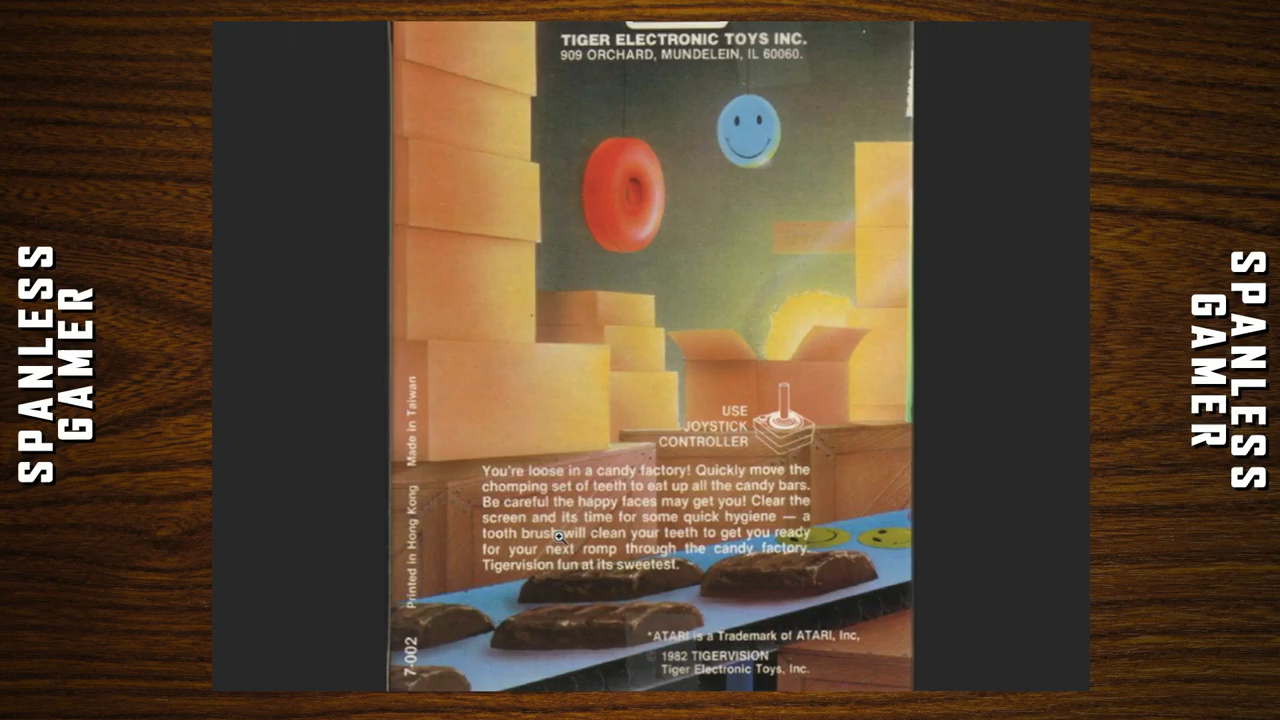 TIGER ELECTRONIC TOYS INC.
909 ORCHARD, MUNDELEIN, IL 60060.
USE
JOYSTICK
CONTROLLER
You're loose in a candy factory! Quickly move the
chomping set of teeth to eat up all the candy bars.
Be careful the happy faces may get you! Clear the
screen and its time for some quick hygiene — a
tooth brush will clean your teeth to get you ready
for your next romp through the candy factory.
Tigervision fun at its sweetest.
*ATARI is a Trademark of ATARI, Inc,
© 1982 TIGERVISION
Tiger Electronic Toys, Inc.
7-002 Printed in Hong Kong Made in Taiwan
SPANLESS
GAMER
SPANLESS
GAMER